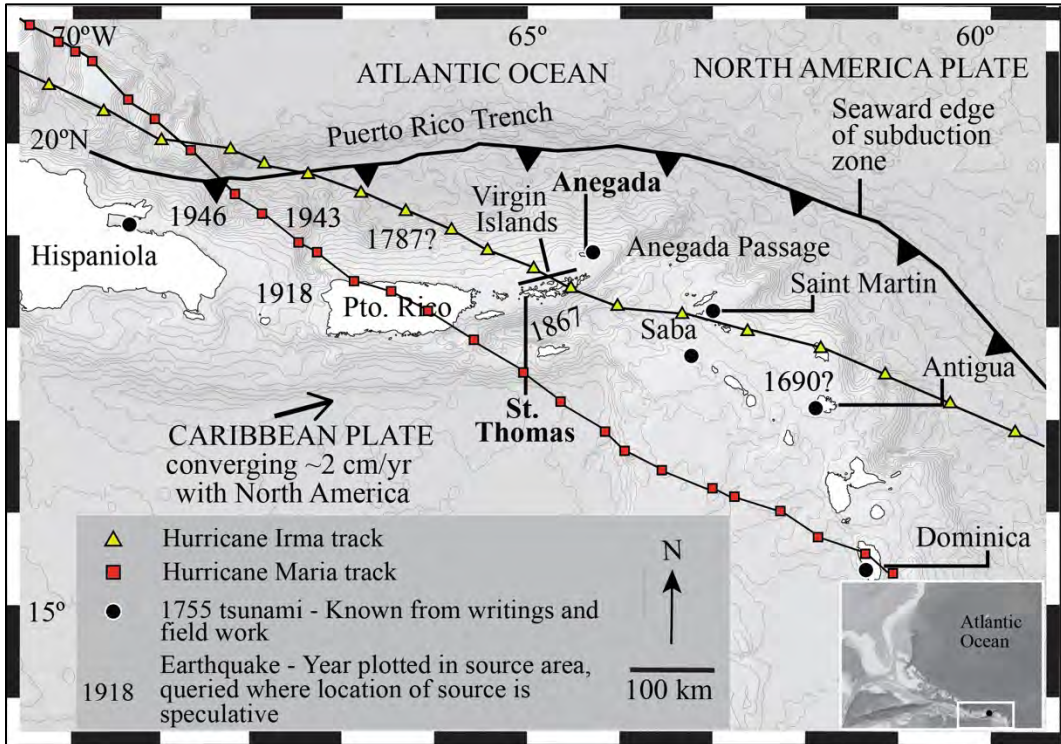 70ºW
65º
60º
ATLANTIC OCEAN
NORTH AMERICA PLATE
Puerto Rico Trench
Seaward edge
of subduction
zone
20ºN
Virgin
Islands
Anegada
1946
1943
1787?
Anegada Passage
Hispaniola
Saint Martin
1918
Pto. Rico
1867
Saba
1690?
Antigua
St.
Thomas
CARIBBEAN PLATE
converging ~2 cm/yr
with North America
Dominica
Hurricane Irma track
Hurricane Maria track
N
15º
1755 tsunami - Known from writings and
field work
Earthquake - Year plotted in source area,
1918 queried where location of source is
speculative
100 km
Atlantic
Ocean